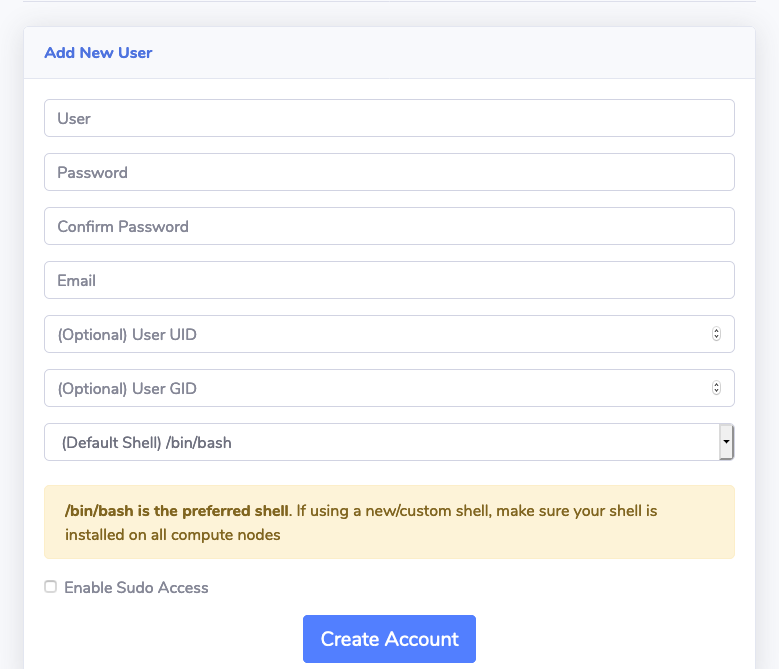 Add New User
User
Password
Confirm Password
Email
(Optional) User UID
(Optional) User GID
(Default Shell) /bin/bash
/bin/bash is the preferred shell. If using a new/custom shell, make sure your shell is
installed on all compute nodes
Enable Sudo Access
Create Account